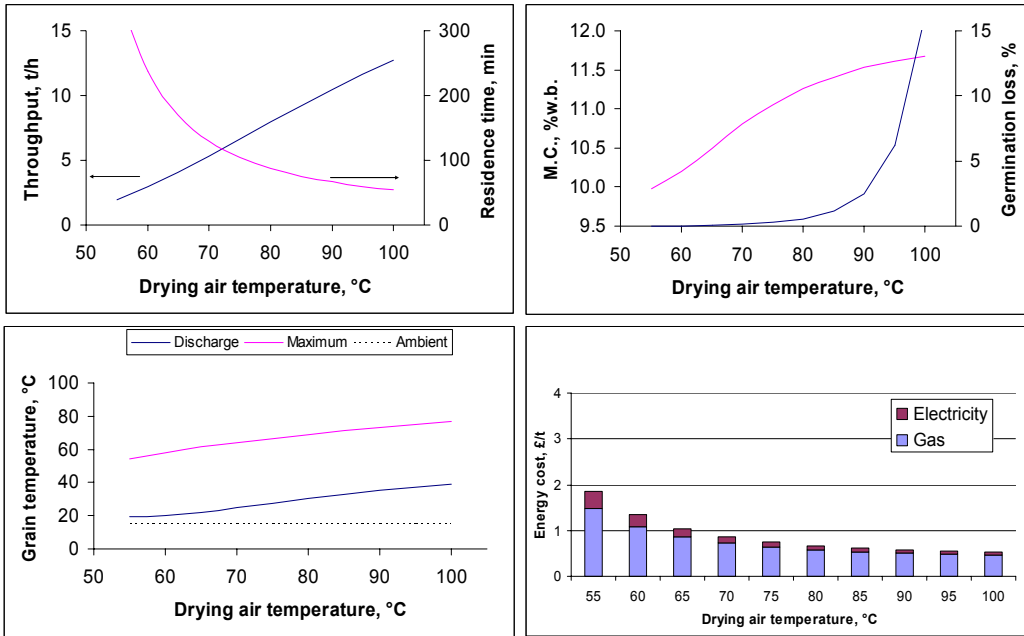 Throughput, t/h
15
10
5
0
300
200
100
0
Residence time, min
50 60 70 80 90 100
Drying air temperature, °C
M.C., %w.b.
12.0
11.5
11.0
10.5
10.0
9.5
15
10
5
0
Germination loss, %
50 60 70 80 90 100
Drying air temperature, °C
Discharge Maximum Ambient
Grain temperature, °C
100
80
60
40
20
0
50 60 70 80 90 100
Drying air temperature, °C
Energy cost, £/t
4
3
2
1
0
Electricity
Gas
55 60 65 70 75 80 85 90 95 100
Drying air temperature, °C